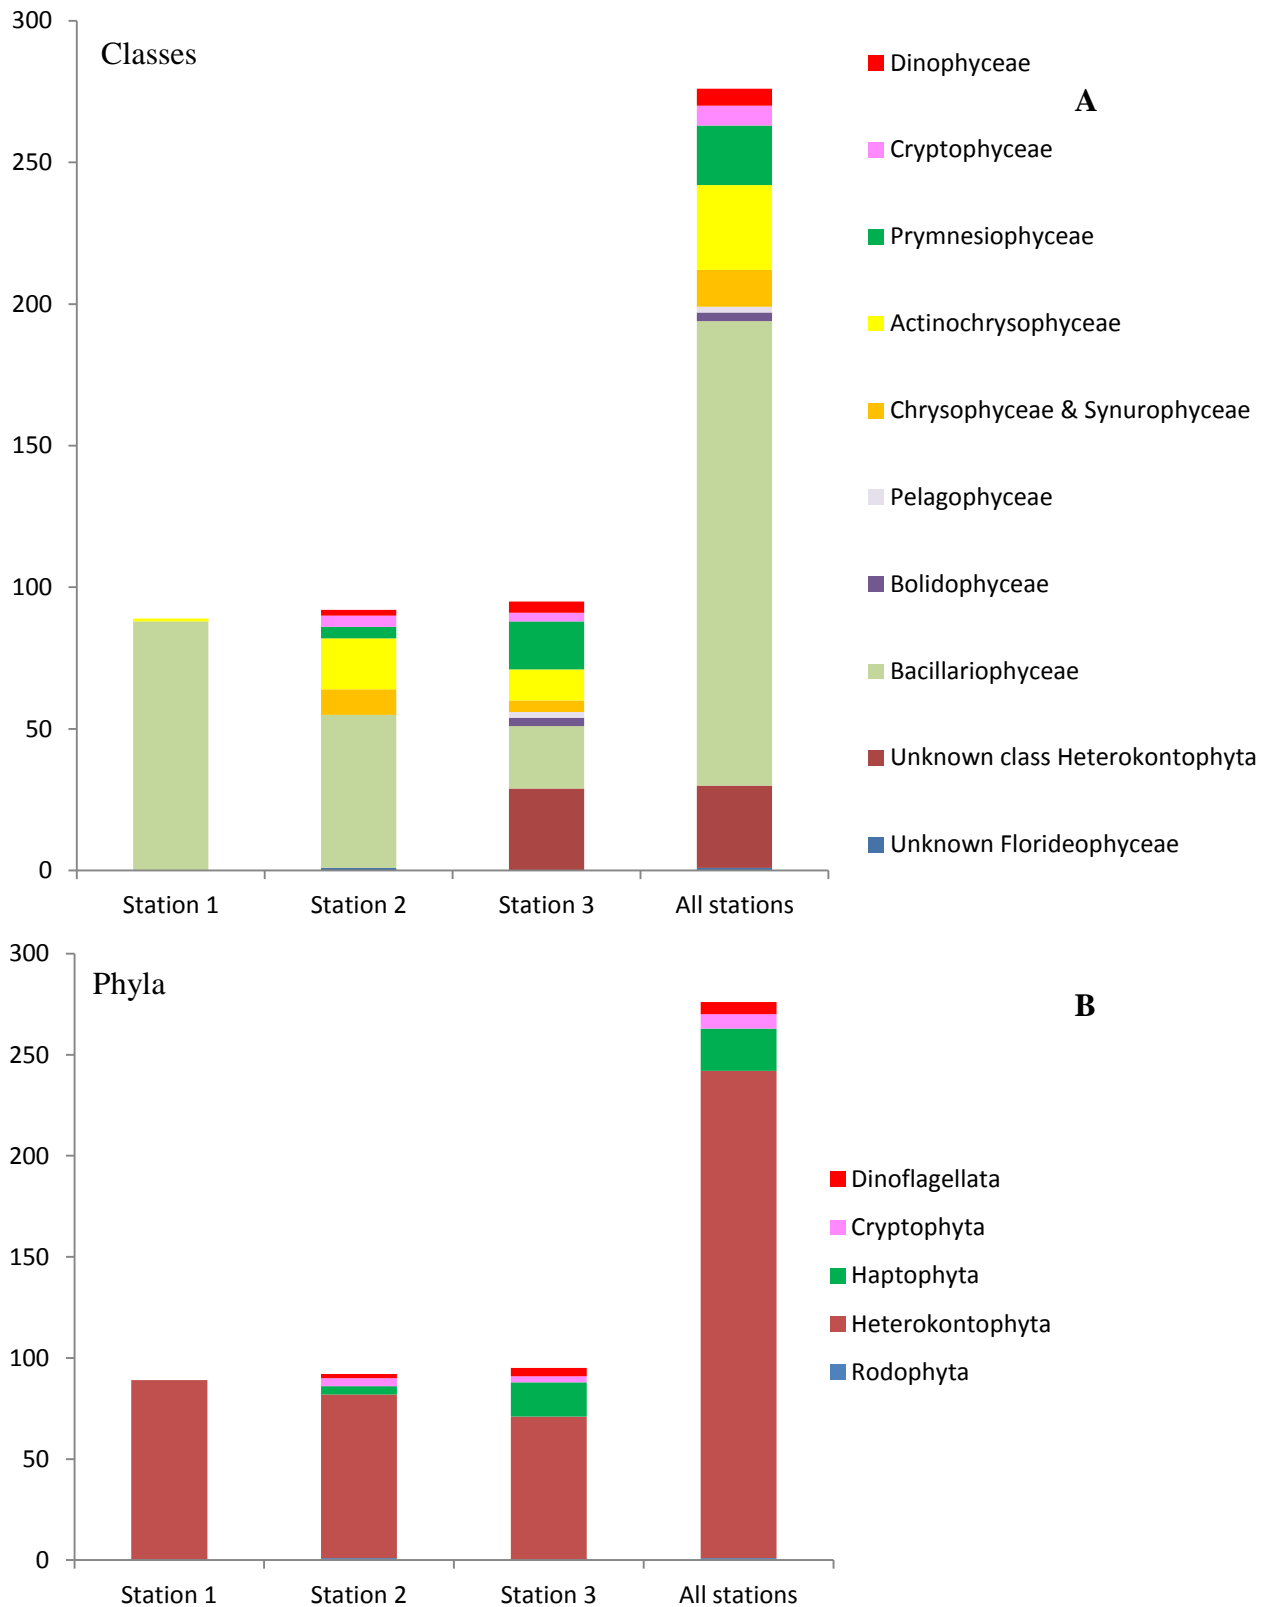 300
Classes
250
200
150
100
50
0
Station 1
Station 2
Station 3
All stations
A
Dinophyceae
Cryptophyceae
Prymnesiophyceae
Actinochrysophyceae
Chrysophyceae & Synurophyceae
Pelagophyceae
Bolidophyceae
Bacillariophyceae
Unknown class Heterokontophyta
Unknown Florideophyceae
300
Phyla
250
200
150
100
50
0
Station 1
Station 2
Station 3
All stations
B
Dinoflagellata
Cryptophyta
Haptophyta
Heterokontophyta
Rodophyta